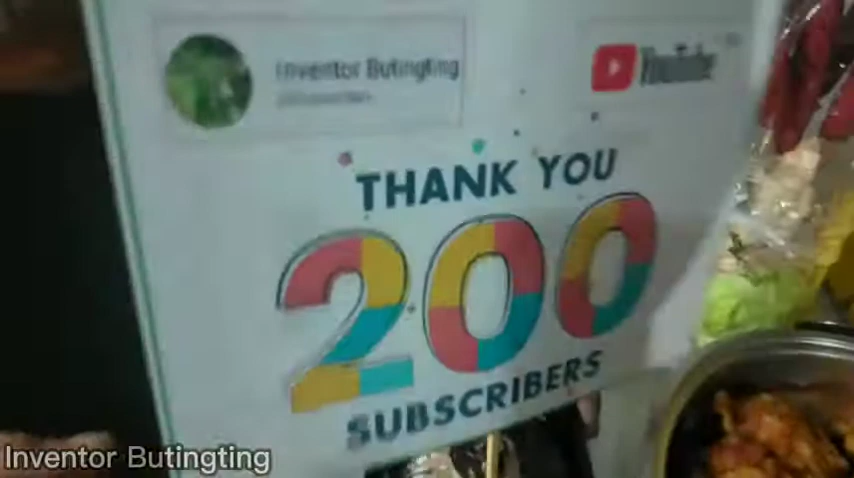 Inventor Butingting
YouTube
THANK YOU
200
SUBSCRIBERS
Inventor Butingting